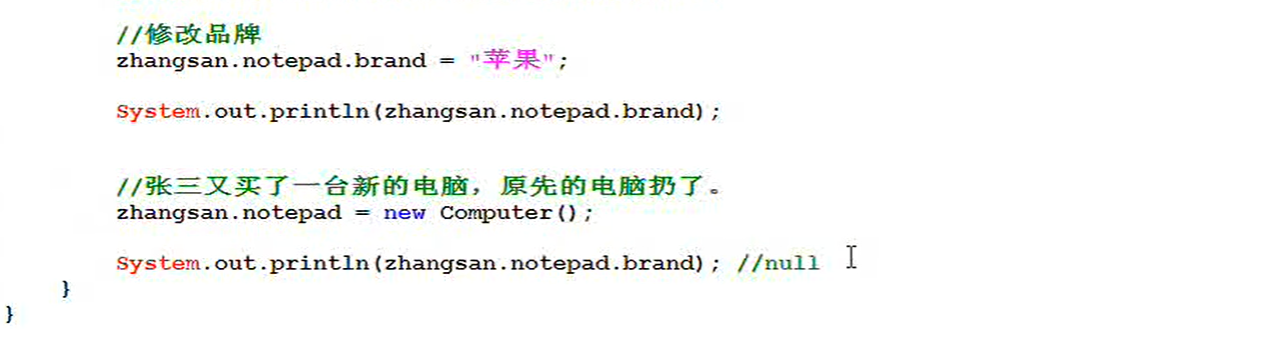 //修改品牌
zhangsan.notepad.brand = "苹果";
System.out.println(zhangsan.notepad.brand);
//张三又买了一台新的电脑，原先的电脑扔了。
zhangsan.notepad = new Computer();
System.out.println(zhangsan.notepad.brand); //null
}
}